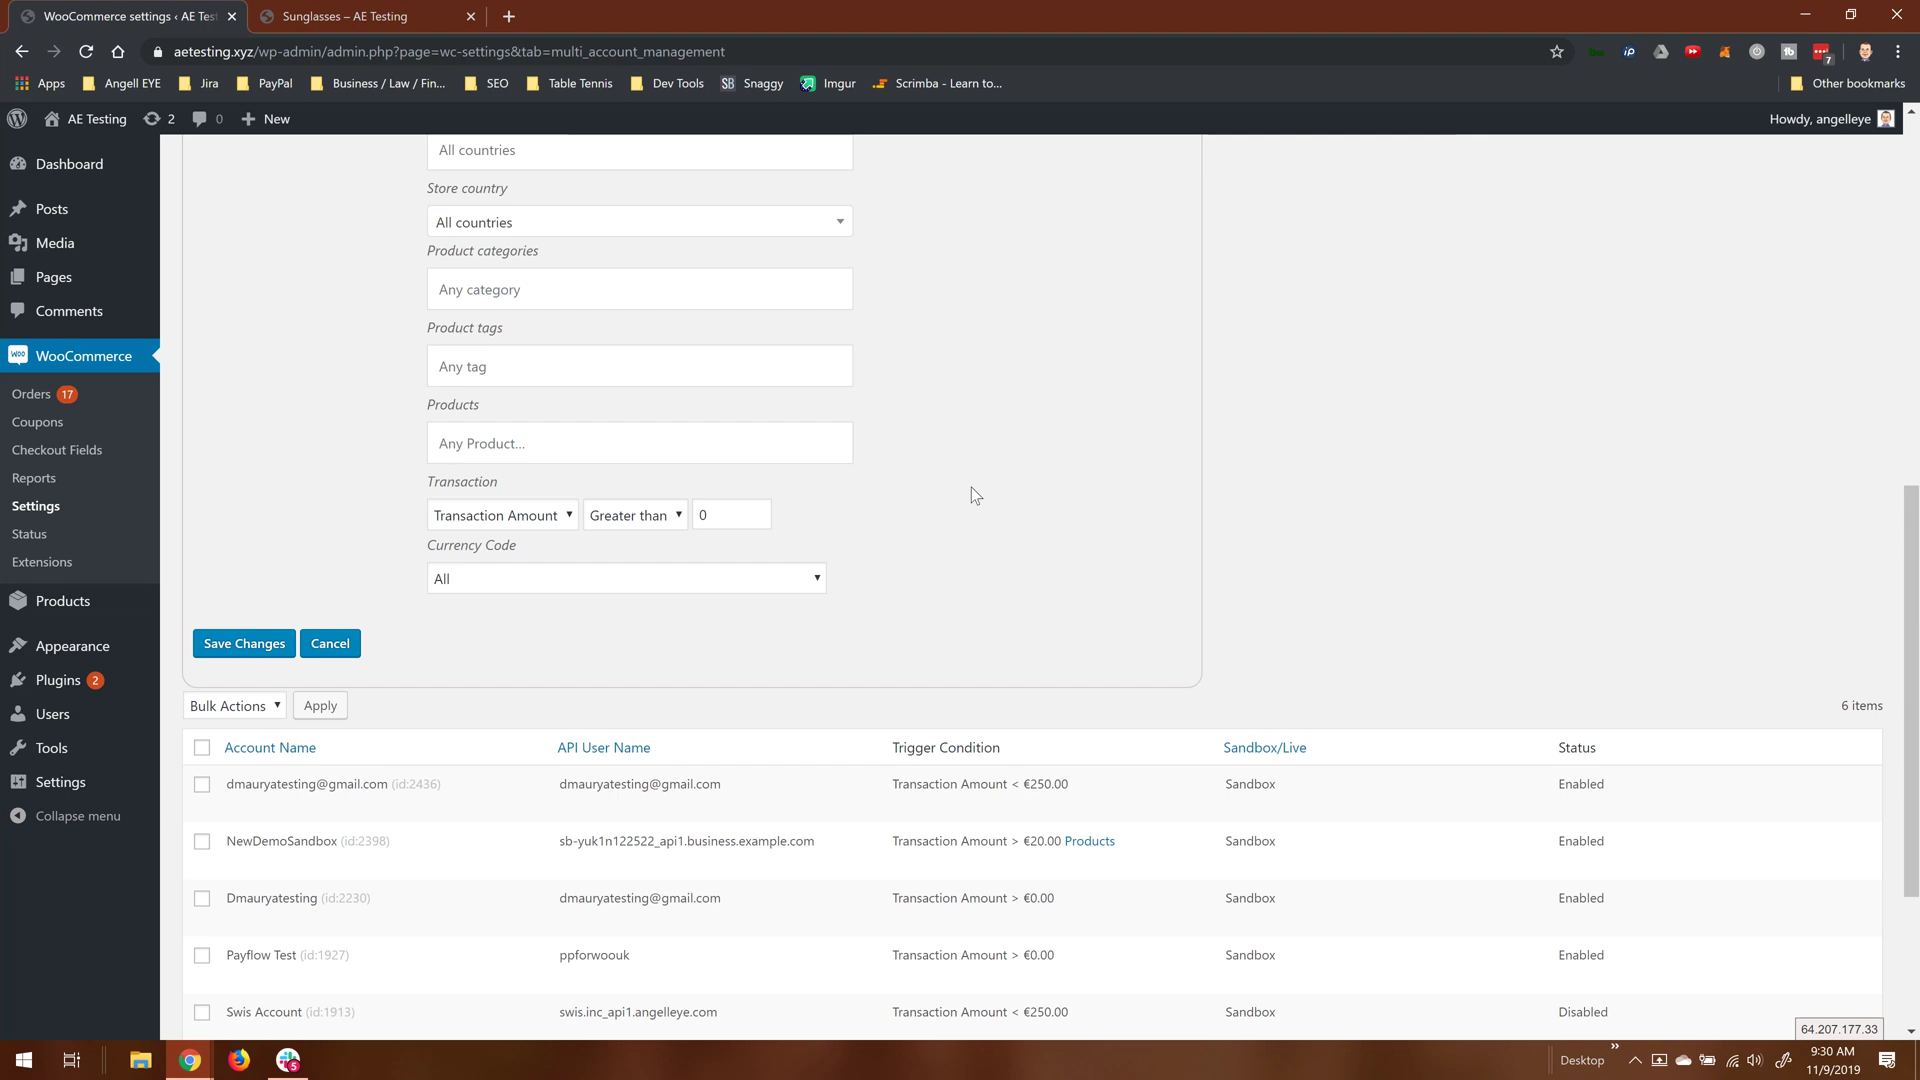 WooCommerce settings ‹ AE Test
Sunglasses – AE Testing
aetesting.xyz/wp-admin/admin.php?page=wc-settings&tab=multi_account_management
7
Apps
Angell EYE
Jira
PayPal
Business / Law / Fin...
SEO
Table Tennis
Dev Tools
SB Snaggy
Imgur
Scrimba - Learn to...
Other bookmarks
AE Testing
2
0
New
Howdy, angelleye
Dashboard
Posts
Media
Pages
Comments
WooCommerce
Orders 17
Coupons
Checkout Fields
Reports
Settings
Status
Extensions
Products
Appearance
Plugins 2
Users
Tools
Settings
Collapse menu
All countries
Store country
All countries
Product categories
Any category
Product tags
Any tag
Products
Any Product...
Transaction
Transaction Amount Greater than 0
Currency Code
All
Save Changes Cancel
Bulk Actions Apply 6 items
Account Name API User Name Trigger Condition Sandbox/Live Status
dmauryatesting@gmail.com (id:2436) dmauryatesting@gmail.com Transaction Amount < €250.00 Sandbox Enabled
NewDemoSandbox (id:2398) sb-yuk1n122522_api1.business.example.com Transaction Amount > €20.00 Products Sandbox Enabled
Dmauryatesting (id:2230) dmauryatesting@gmail.com Transaction Amount > €0.00 Sandbox Enabled
Payflow Test (id:1927) ppforwoouk Transaction Amount > €0.00 Sandbox Enabled
Swis Account (id:1913) swis.inc_api1.angelleye.com Transaction Amount < €250.00 Sandbox Disabled
64.207.177.33
5
Desktop
9:30 AM
11/9/2019